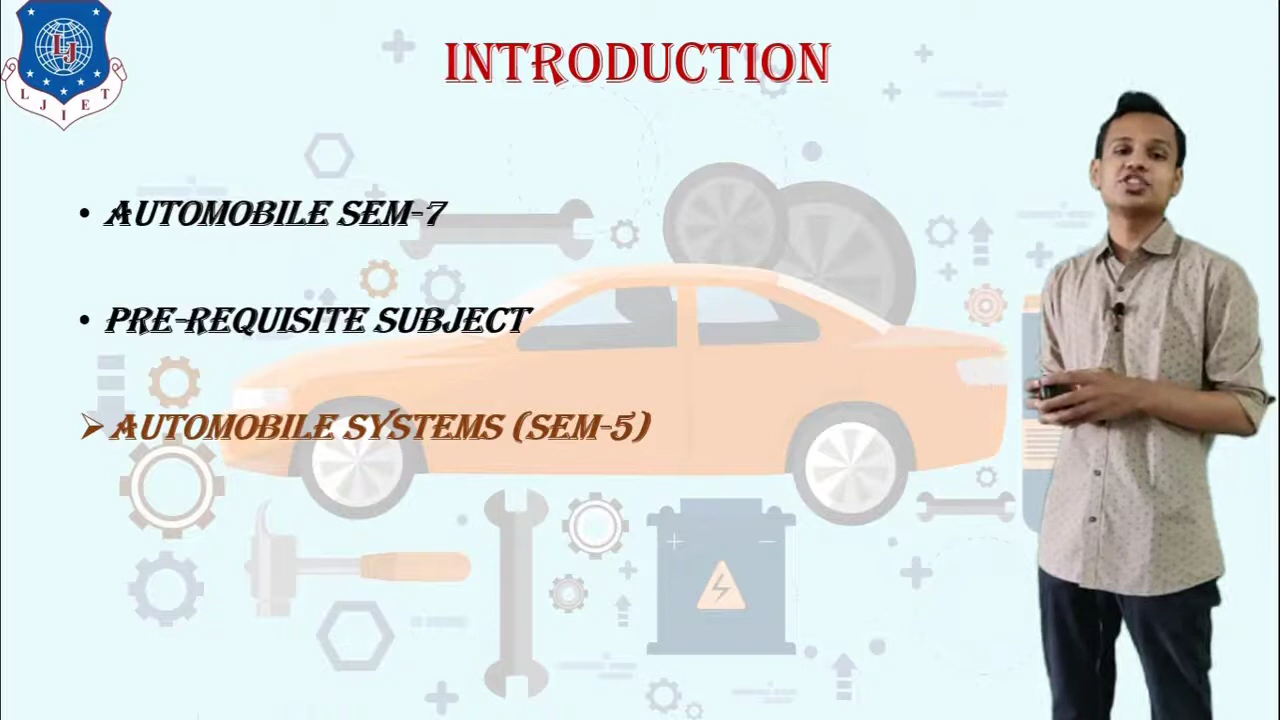 LJ
L J I E T
INTRODUCTION
• AUTOMOBILE SEM-7
• PRE-REQUISITE SUBJECT
➢ AUTOMOBILE SYSTEMS (SEM-5)